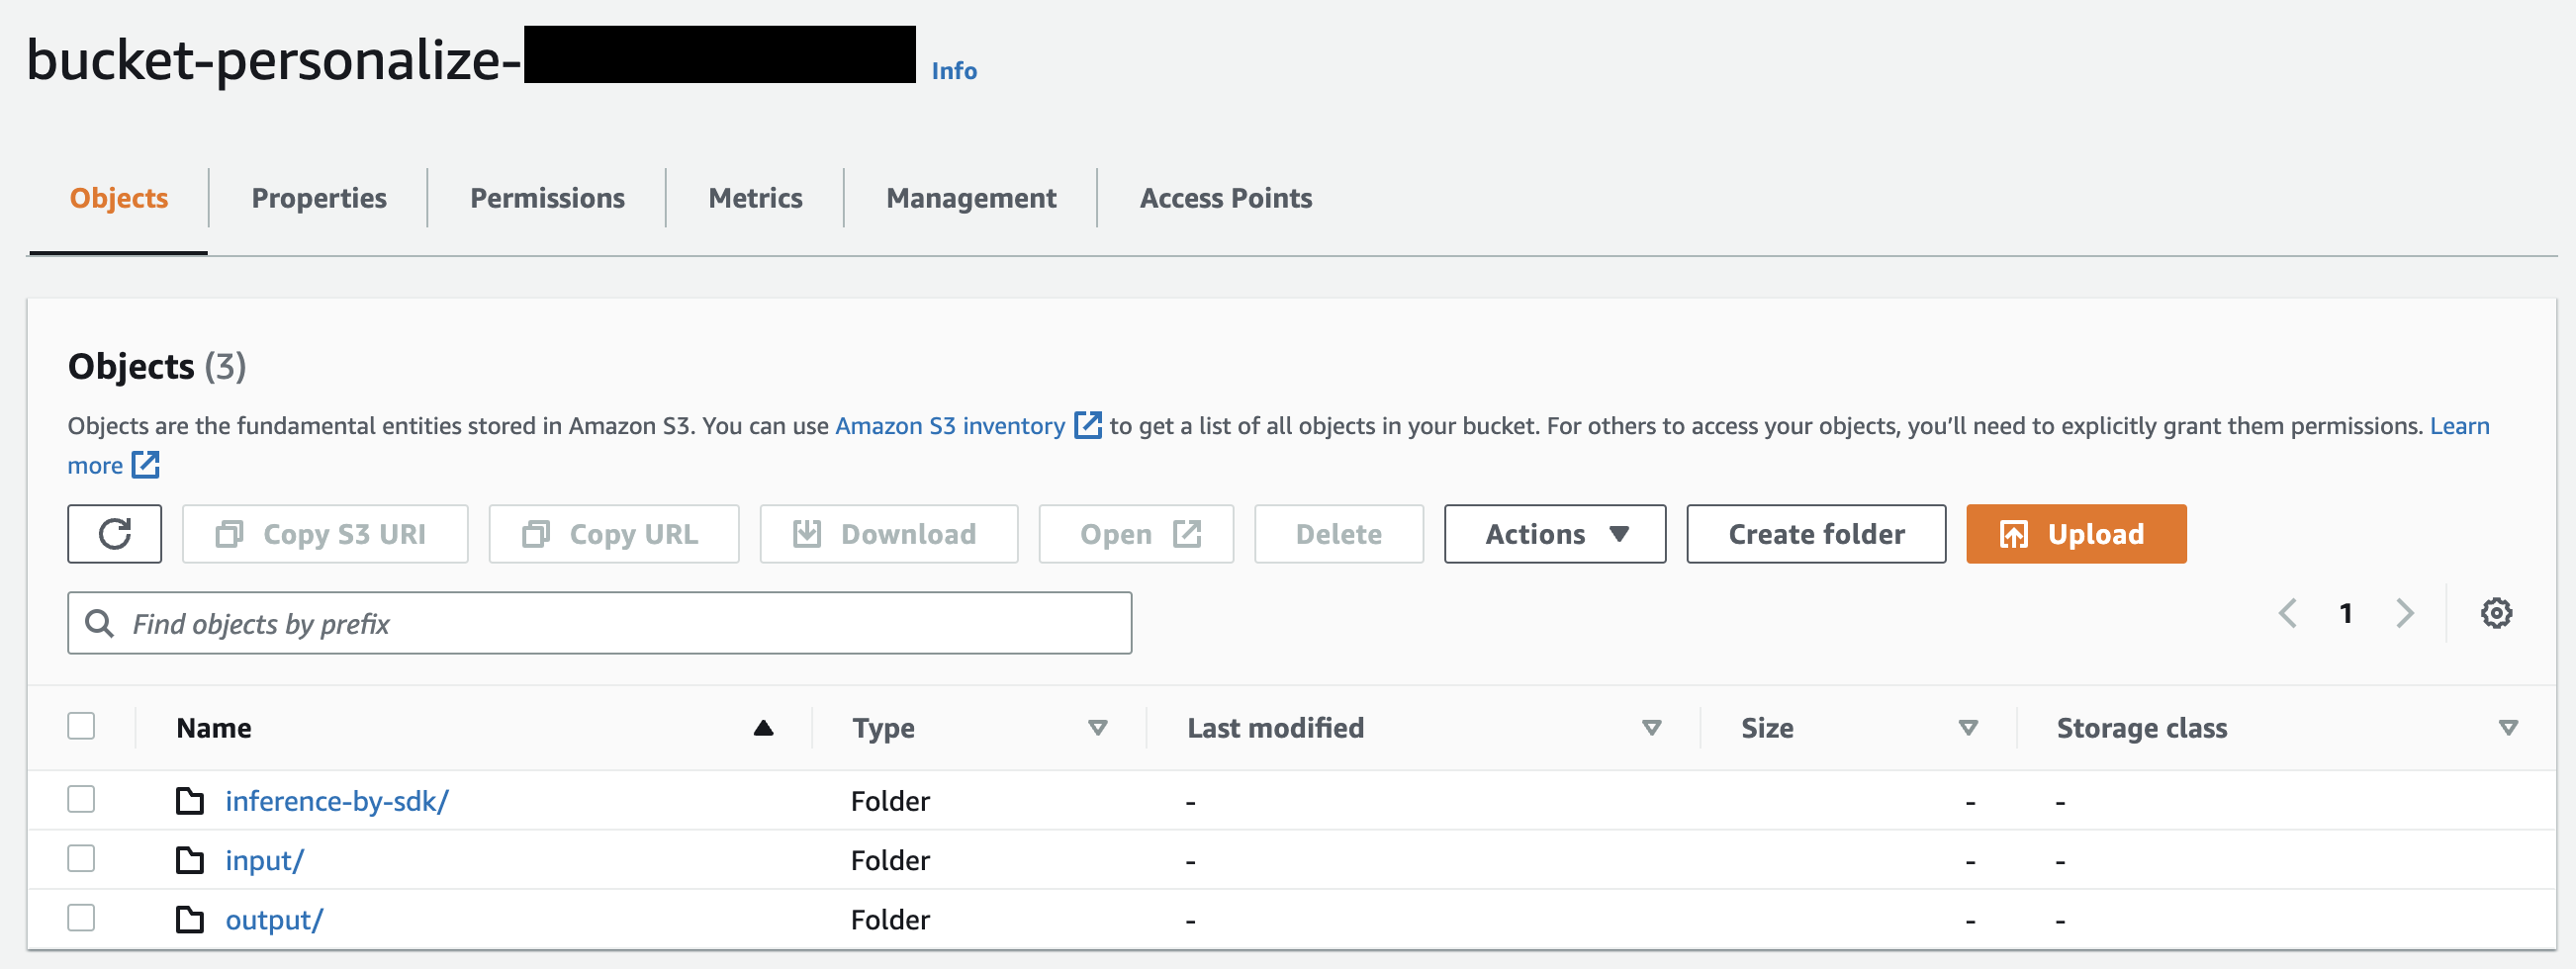 bucket-personalize- Info
Objects Properties Permissions Metrics Management Access Points
Objects (3)
Objects are the fundamental entities stored in Amazon S3. You can use Amazon S3 inventory to get a list of all objects in your bucket. For others to access your objects, you’ll need to explicitly grant them permissions. Learn
more
Copy S3 URI Copy URL Download Open Delete Actions Create folder Upload
Find objects by prefix 1
Name Type Last modified Size Storage class
inference-by-sdk/ Folder - - -
input/ Folder - - -
output/ Folder - - -